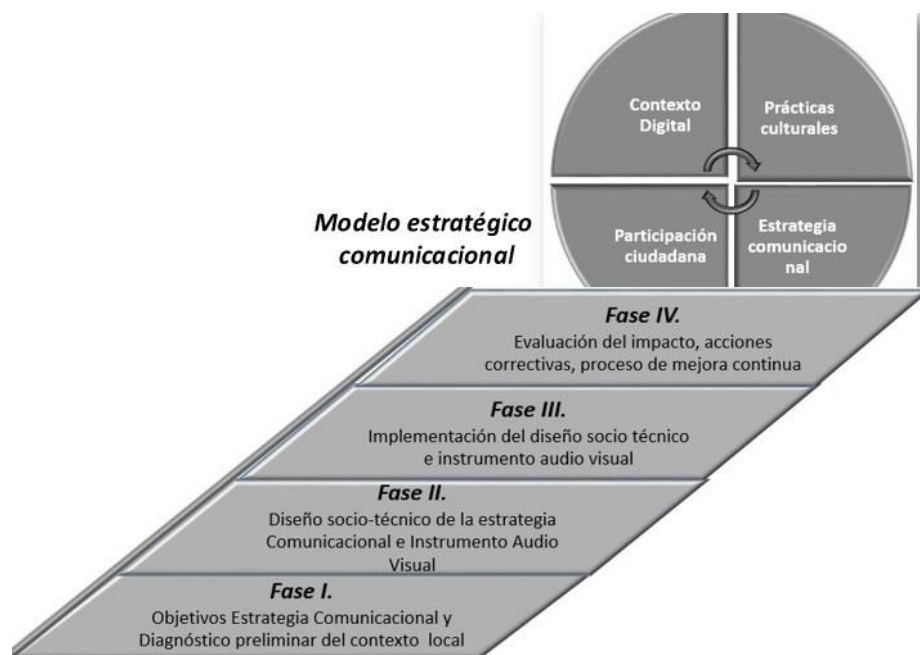 Contexto
Digital
Prácticas
culturales
Participación
ciudadana
Estrategia
comunicacio
nal
Modelo estratégico
comunicacional
Fase IV.
Evaluación del impacto, acciones
correctivas, proceso de mejora continua
Fase III.
Implementación del diseño socio técnico
e instrumento audio visual
Fase II.
Diseño socio-técnico de la estrategia
Comunicacional e Instrumento Audio
Visual
Fase I.
Objetivos Estrategia Comunicacional y
Diagnóstico preliminar del contexto local